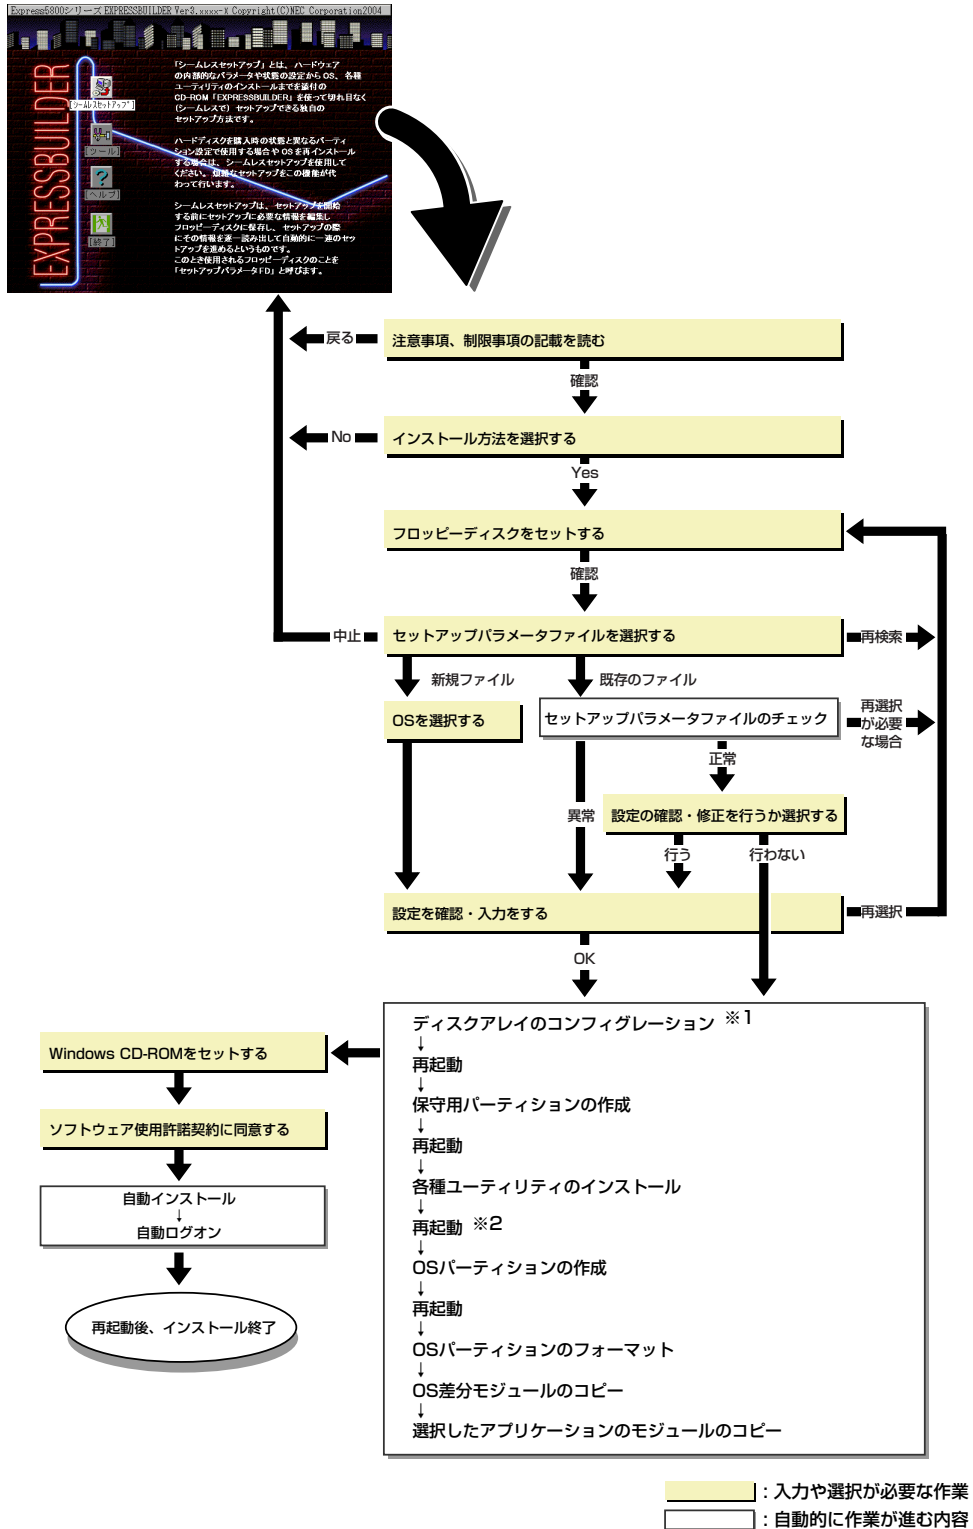 Express5800シリーズ EXPRESSBUILDER Ver3.xxxx-x Copyright(C)NEC Corporation2004
EXPRESSBUILDER
[シームレスセットアップ]
[ツール]
[ヘルプ]
[終了]
「シームレスセットアップ」とは、ハードウェア
の内部的なパラメータや状態の設定から OS、各種
ユーティリティのインストールまでを添付の
CD-ROM「EXPRESSBUILDER」を使って切れ目なく
(シームレスで) セットアップできる独自の
セットアップ方法です。
ハードディスクを購入時の状態と異なるパーティ
ション設定で使用する場合や OS を再インストール
する場合は、シームレスセットアップを使用して
ください。煩雑なセットアップをこの機能が代
わって行います。
シームレスセットアップは、セットアップを開始
する前にセットアップに必要な情報を編集し
フロッピーディスクに保存し、セットアップの際
にその情報を逐一読み出して自動的に一連のセッ
トアップを進めるというものです。
このとき使用されるフロッピーディスクのことを
「セットアップパラメータFD」と呼びます。
戻る
注意事項、制限事項の記載を読む
確認
No
インストール方法を選択する
Yes
フロッピーディスクをセットする
確認
中止
セットアップパラメータファイルを選択する
再検索
新規ファイル
既存のファイル
OSを選択する
セットアップパラメータファイルのチェック
再選択
が必要
な場合
正常
異常
設定の確認・修正を行うか選択する
行う
行わない
設定を確認・入力をする
再選択
OK
ディスクアレイのコンフィグレーション ※1
↓
再起動
↓
保守用パーティションの作成
↓
再起動
↓
各種ユーティリティのインストール
↓
再起動 ※2
↓
OSパーティションの作成
↓
再起動
↓
OSパーティションのフォーマット
↓
OS差分モジュールのコピー
↓
選択したアプリケーションのモジュールのコピー
Windows CD-ROMをセットする
ソフトウェア使用許諾契約に同意する
自動インストール
↓
自動ログオン
再起動後、インストール終了
：入力や選択が必要な作業
：自動的に作業が進む内容